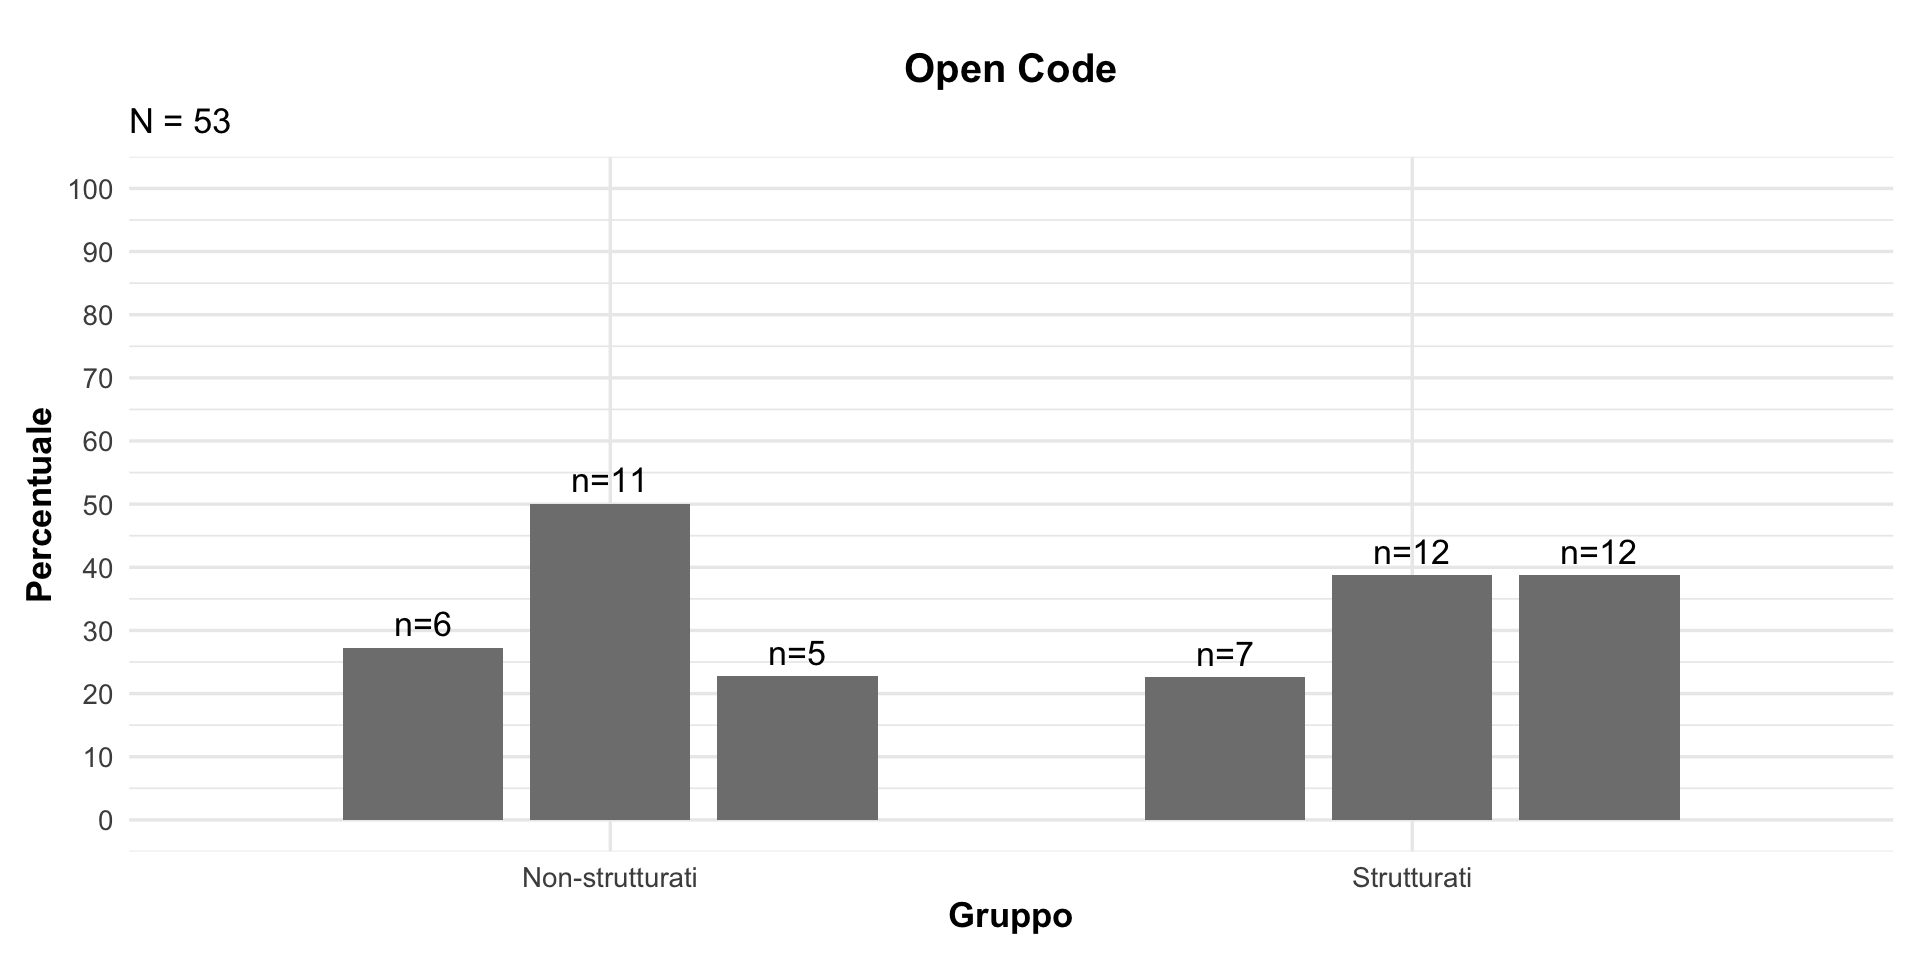 Open Code
N = 53
Percentuale
100
90
80
70
60
50
40
30
20
10
0
n=6
n=11
n=5
n=7
n=12
n=12
Non-strutturati
Strutturati
Gruppo